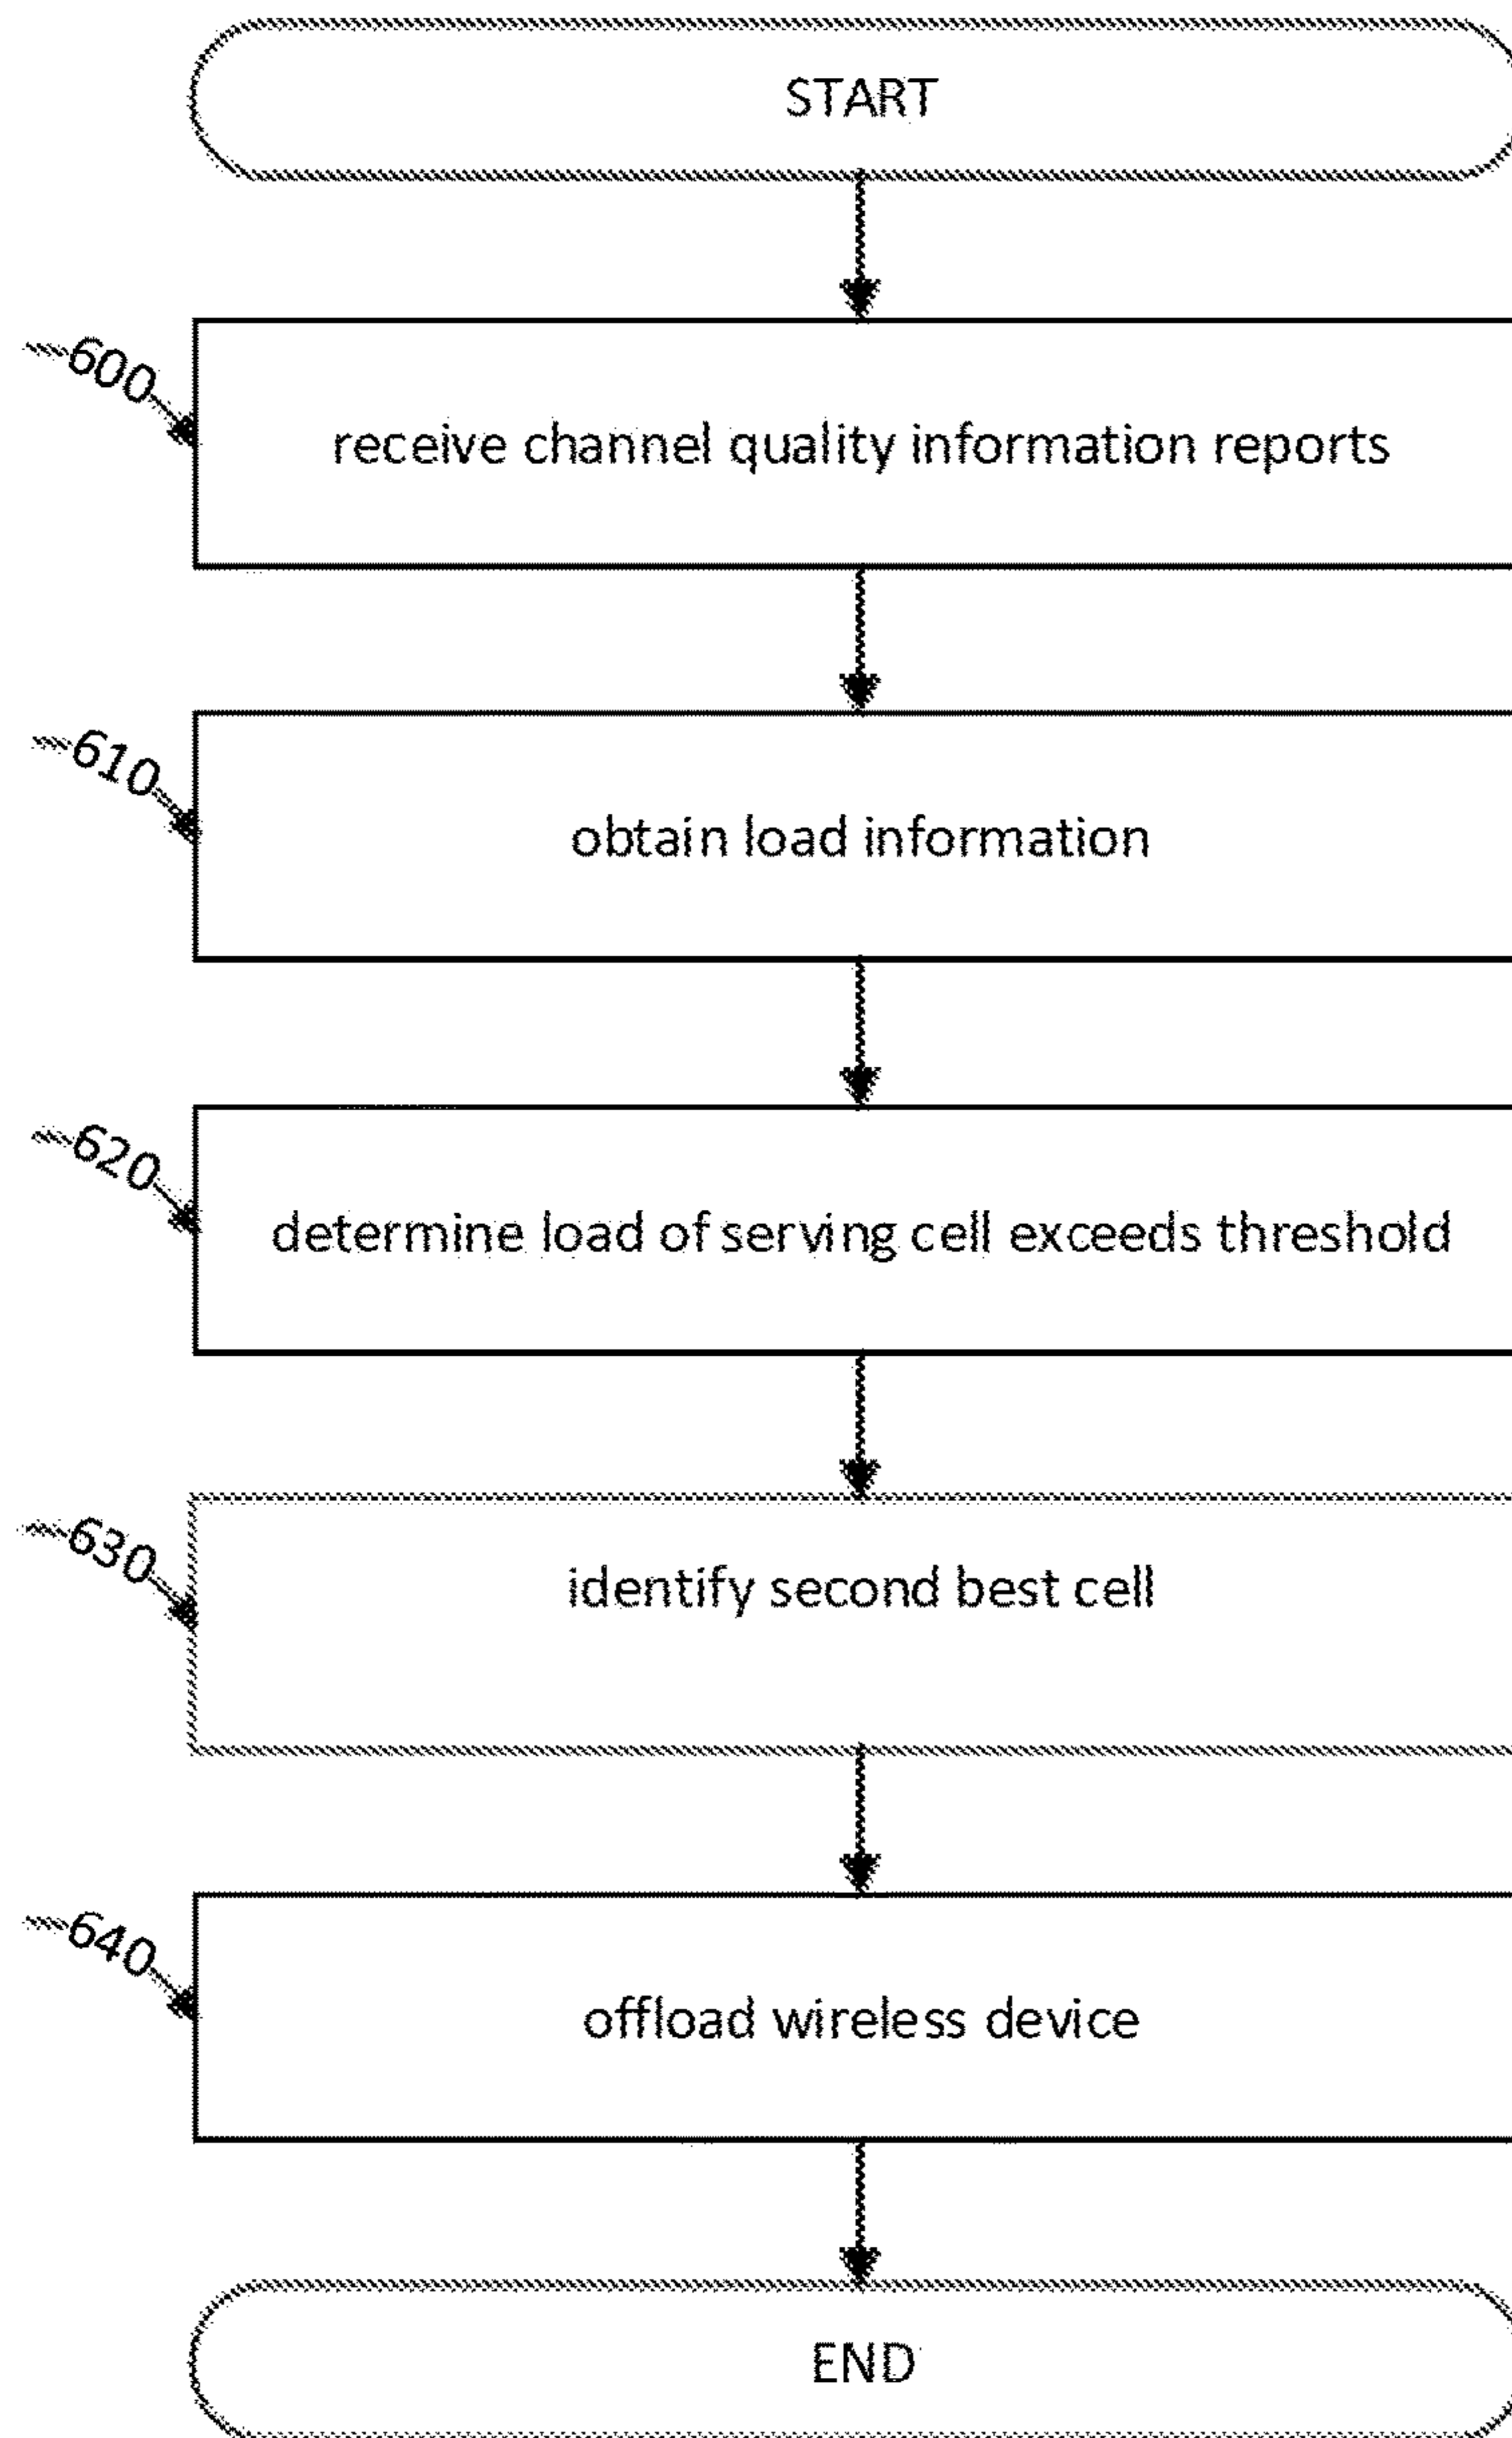 START
600
receive channel quality information reports
610
obtain load information
620
determine load of serving cell exceeds threshold
630
identify second best cell
640
offload wireless device
END